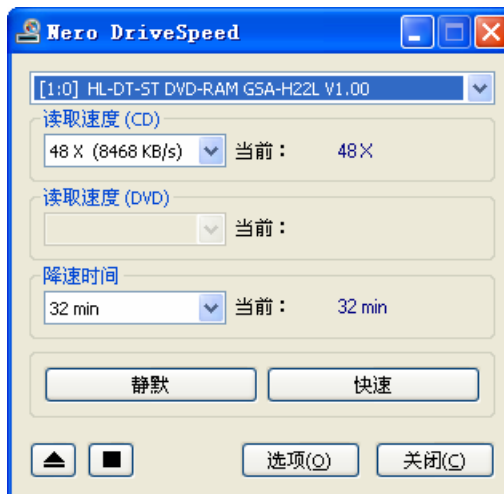 Nero DriveSpeed
[1:0] HL-DT-ST DVD-RAM GSA-H22L V1.00
读取速度(CD)
48 X (8468 KB/s) 当前： 48X
读取速度(DVD)
当前：
降速时间
32 min 当前： 32 min
静默 快速
选项(O) 关闭(C)